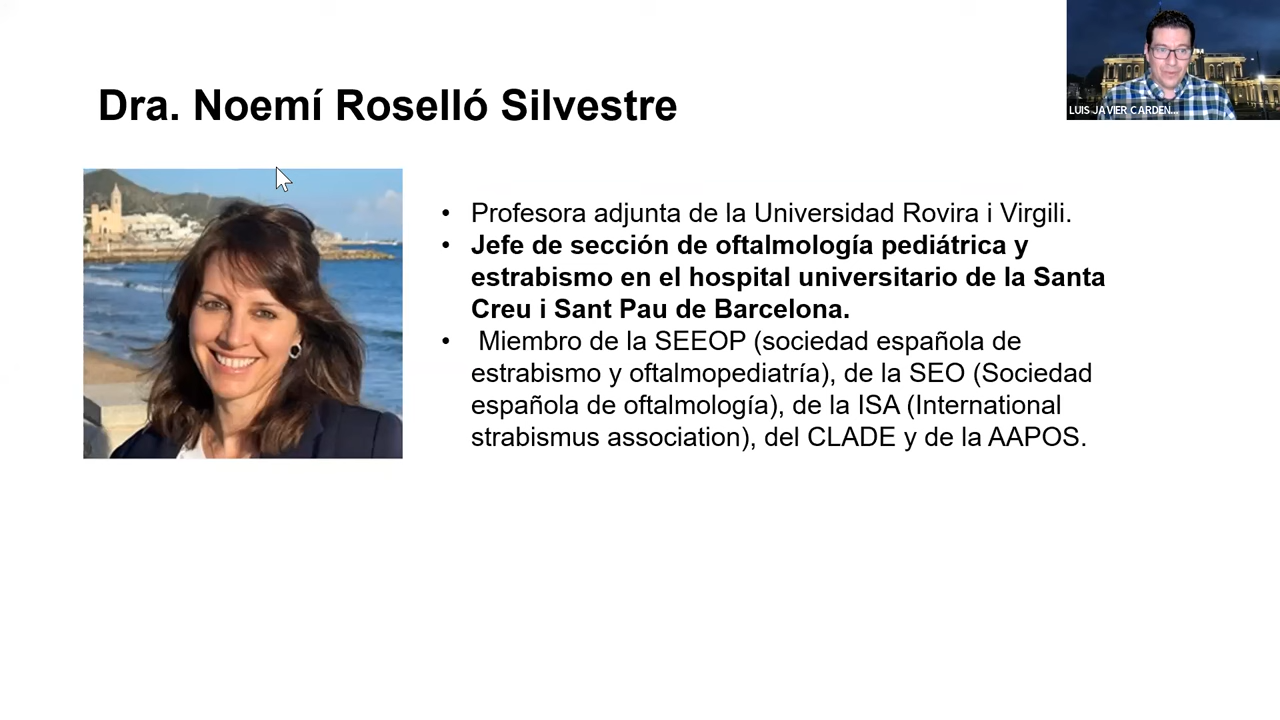 LUIS JAVIER CARDEN...
Dra. Noemí Roselló Silvestre
• Profesora adjunta de la Universidad Rovira i Virgili.
• Jefe de sección de oftalmología pediátrica y
estrabismo en el hospital universitario de la Santa
Creu i Sant Pau de Barcelona.
• Miembro de la SEEOP (sociedad española de
estrabismo y oftalmopediatría), de la SEO (Sociedad
española de oftalmología), de la ISA (International
strabismus association), del CLADE y de la AAPOS.